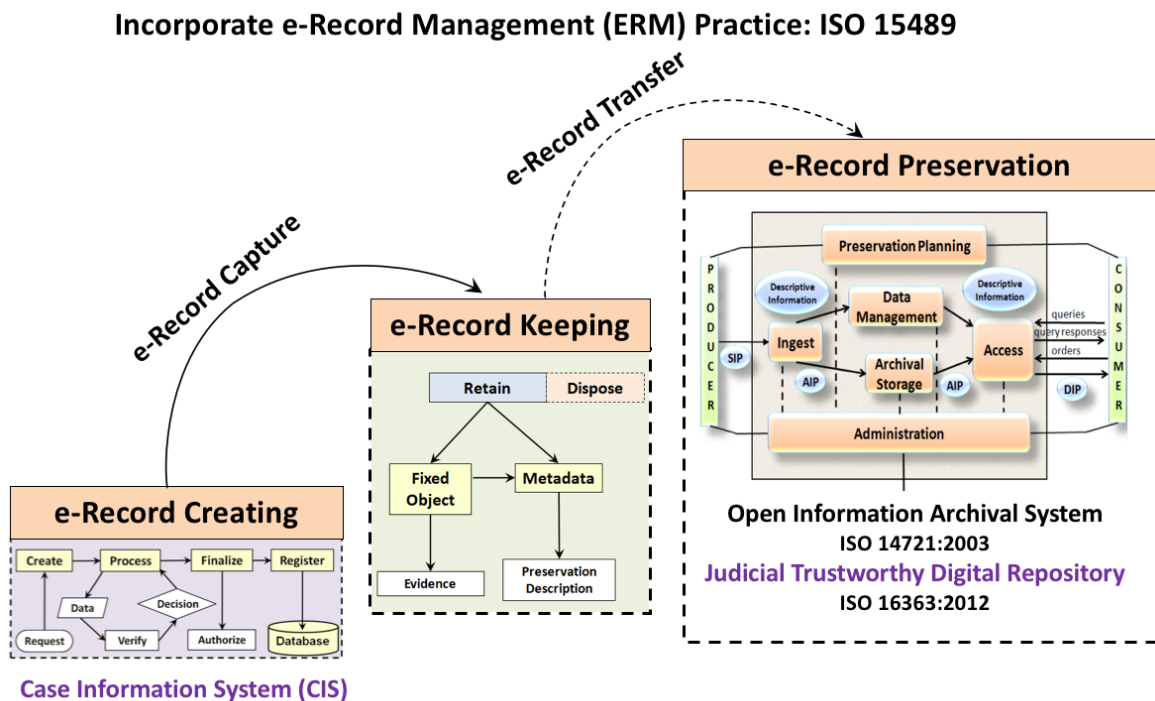 Incorporate e-Record Management (ERM) Practice: ISO 15489
e-Record Capture
e-Record Transfer
e-Record Creating
Create
Process
Finalize
Register
Data
Decision
Request
Verify
Authorize
Database
Case Information System (CIS)
e-Record Keeping
Retain
Dispose
Fixed
Object
Metadata
Evidence
Preservation
Description
e-Record Preservation
Preservation Planning
PRODUCER
Descriptive
Information
Data
Management
Descriptive
Information
CONSUMER
queries
query responses
orders
SIP
Ingest
Access
AIP
Archival
Storage
AIP
DIP
Administration
Open Information Archival System
ISO 14721:2003
Judicial Trustworthy Digital Repository
ISO 16363:2012